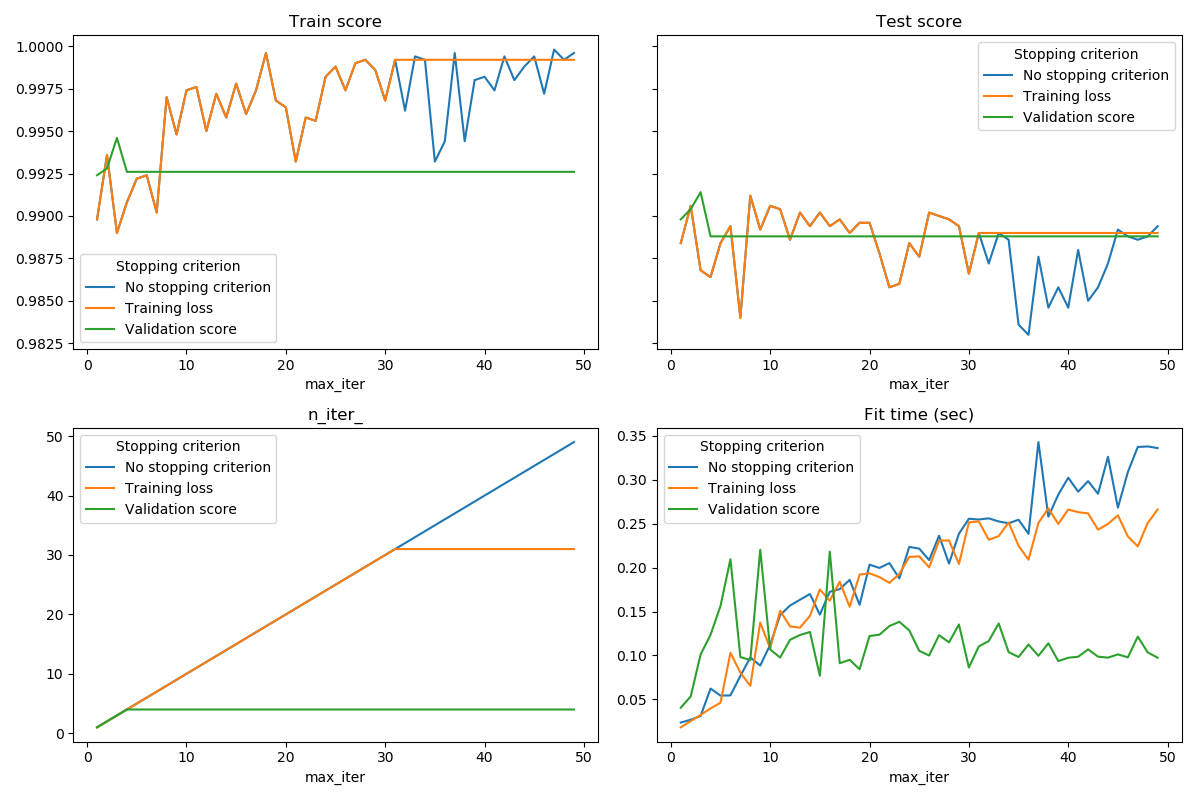 Train score
1.0000
0.9975
0.9950
0.9925
0.9900
0.9875
0.9850
0.9825
Stopping criterion
No stopping criterion
Training loss
Validation score
0 10 20 30 40 50
max_iter
Test score
Stopping criterion
No stopping criterion
Training loss
Validation score
0 10 20 30 40 50
max_iter
n_iter_
50
40
30
20
10
0
Stopping criterion
No stopping criterion
Training loss
Validation score
0 10 20 30 40 50
max_iter
Fit time (sec)
0.35
0.30
0.25
0.20
0.15
0.10
0.05
Stopping criterion
No stopping criterion
Training loss
Validation score
0 10 20 30 40 50
max_iter